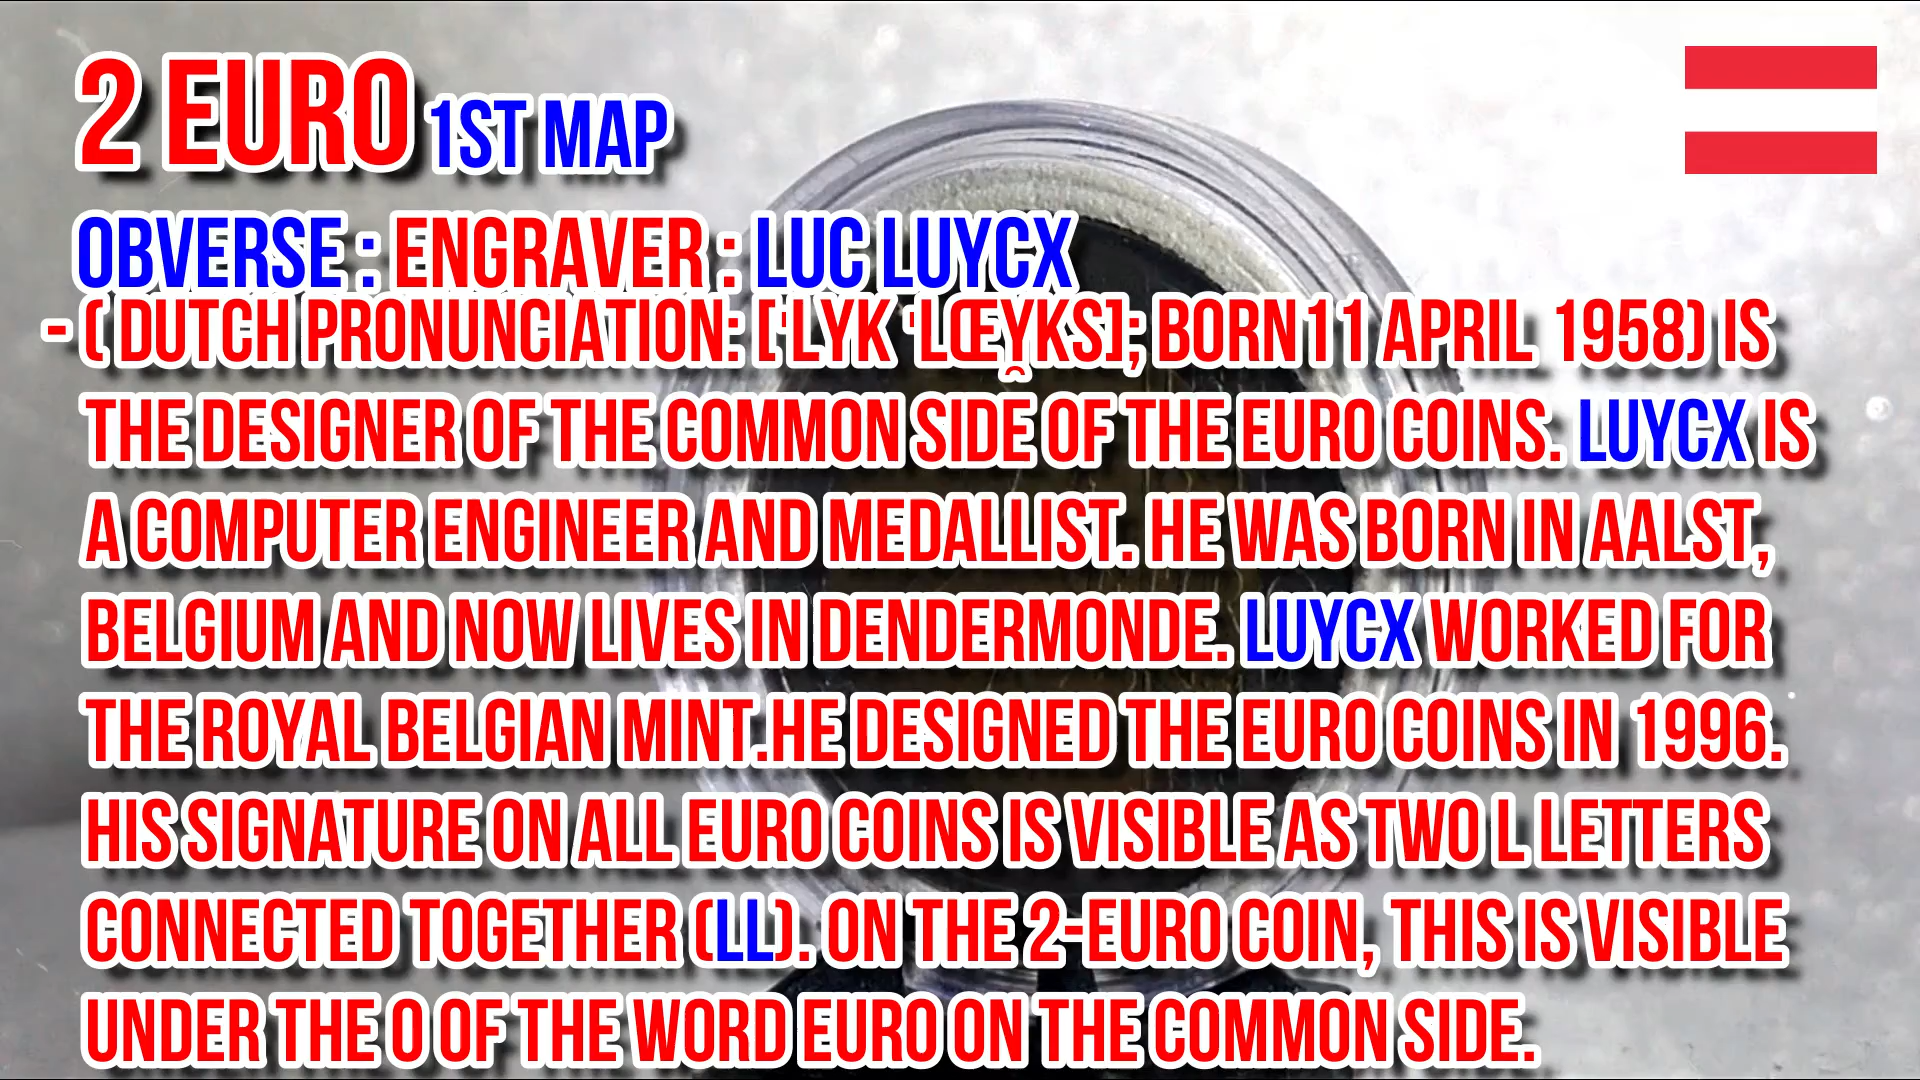 2 EURO 1ST MAP
OBVERSE : ENGRAVER : LUC LUYCX
- ( DUTCH PRONUNCIATION: [ˈLYK ˈLŒY̯KS]; BORN11 APRIL 1958) IS
THE DESIGNER OF THE COMMON SIDE OF THE EURO COINS. LUYCX IS
A COMPUTER ENGINEER AND MEDALLIST. HE WAS BORN IN AALST,
BELGIUM AND NOW LIVES IN DENDERMONDE. LUYCX WORKED FOR
THE ROYAL BELGIAN MINT.HE DESIGNED THE EURO COINS IN 1996.
HIS SIGNATURE ON ALL EURO COINS IS VISIBLE AS TWO L LETTERS
CONNECTED TOGETHER (LL). ON THE 2-EURO COIN, THIS IS VISIBLE
UNDER THE O OF THE WORD EURO ON THE COMMON SIDE.